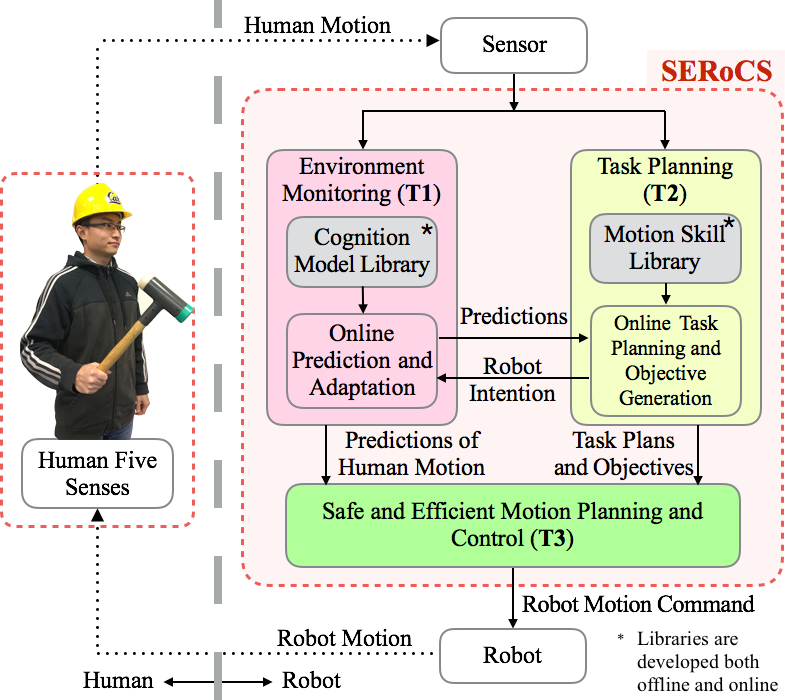 Human Motion
Sensor
SERoCS
Environment
Monitoring (T1)
Task Planning
(T2)
Cognition *
Model Library
Motion Skill *
Library
Online
Prediction and
Adaptation
Predictions
Robot
Intention
Online Task
Planning and
Objective
Generation
Human Five
Senses
Predictions of
Human Motion
Task Plans
and Objectives
Safe and Efficient Motion Planning and
Control (T3)
Robot Motion Command
Robot Motion
Robot
* Libraries are
developed both
offline and online
Human Robot